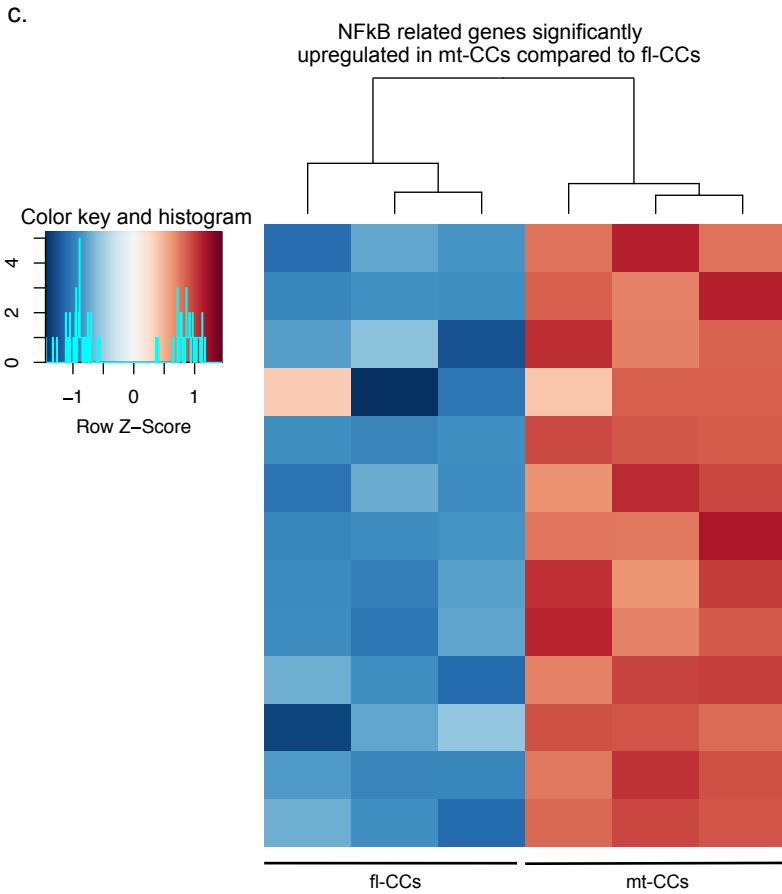 c.
NFkB related genes significantly
upregulated in mt-CCs compared to fl-CCs
Color key and histogram
4
2
0
−1 0 1
Row Z−Score
fl-CCs mt-CCs